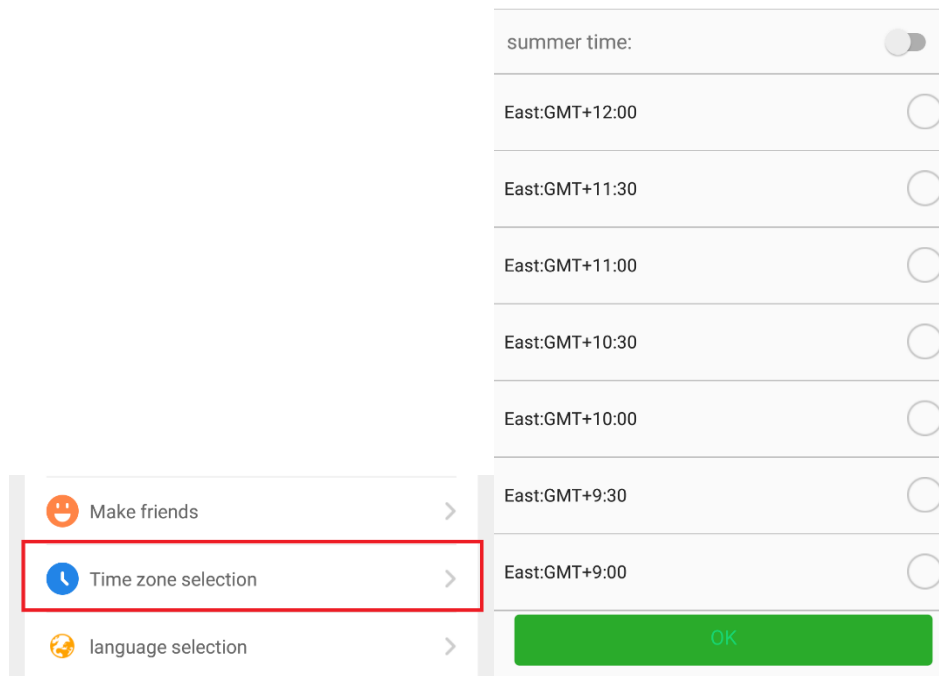 Make friends
Time zone selection
language selection
summer time:
East:GMT+12:00
East:GMT+11:30
East:GMT+11:00
East:GMT+10:30
East:GMT+10:00
East:GMT+9:30
East:GMT+9:00
OK